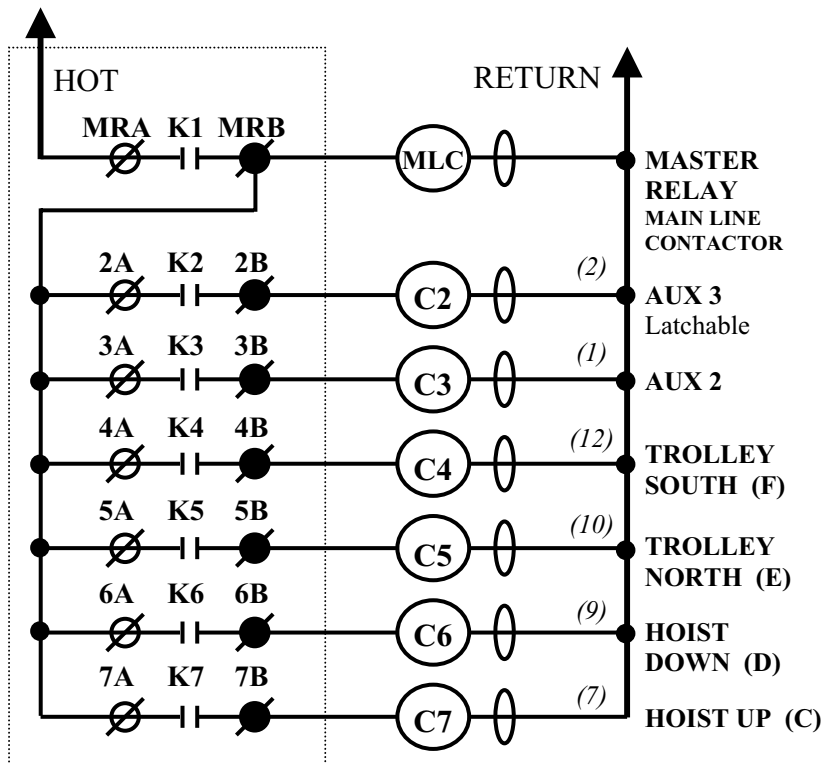 HOT
RETURN
MRA K1 MRB
MLC
MASTER
RELAY
MAIN LINE
CONTACTOR
2A K2 2B
C2
(2)
AUX 3
Latchable
3A K3 3B
C3
(1)
AUX 2
4A K4 4B
C4
(12)
TROLLEY
SOUTH (F)
5A K5 5B
C5
(10)
TROLLEY
NORTH (E)
6A K6 6B
C6
(9)
HOIST
DOWN (D)
7A K7 7B
C7
(7)
HOIST UP (C)